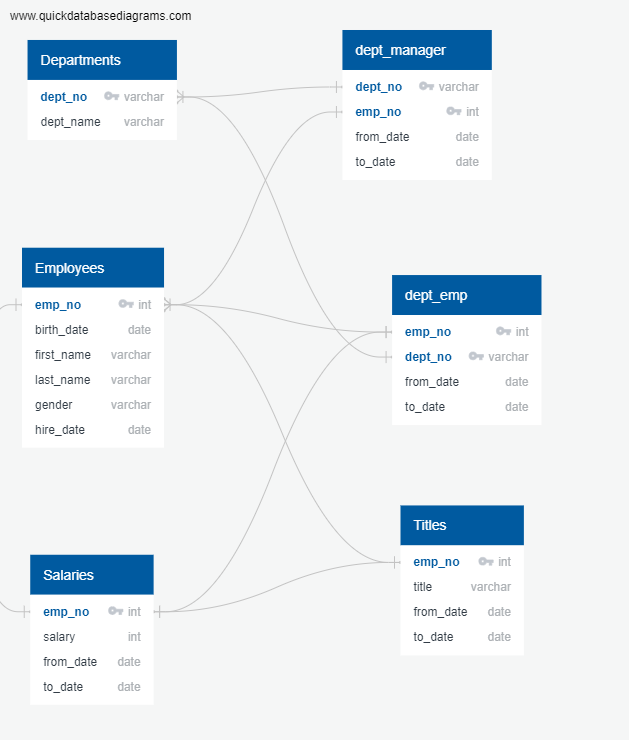 www.quickdatabasediagrams.com
Departments
dept_no varchar
dept_name varchar
dept_manager
dept_no varchar
emp_no int
from_date date
to_date date
Employees
emp_no int
birth_date date
first_name varchar
last_name varchar
gender varchar
hire_date date
dept_emp
emp_no int
dept_no varchar
from_date date
to_date date
Salaries
emp_no int
salary int
from_date date
to_date date
Titles
emp_no int
title varchar
from_date date
to_date date